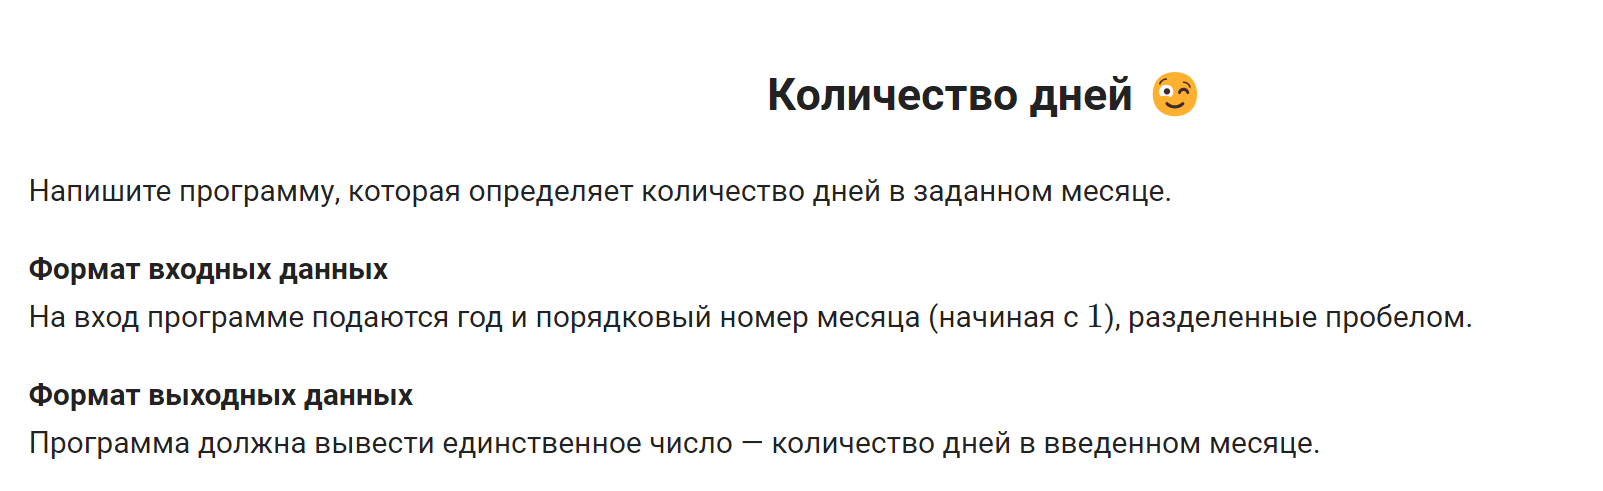 Количество дней 😉
Напишите программу, которая определяет количество дней в заданном месяце.
Формат входных данных
На вход программе подаются год и порядковый номер месяца (начиная с 1), разделенные пробелом.
Формат выходных данных
Программа должна вывести единственное число — количество дней в введенном месяце.